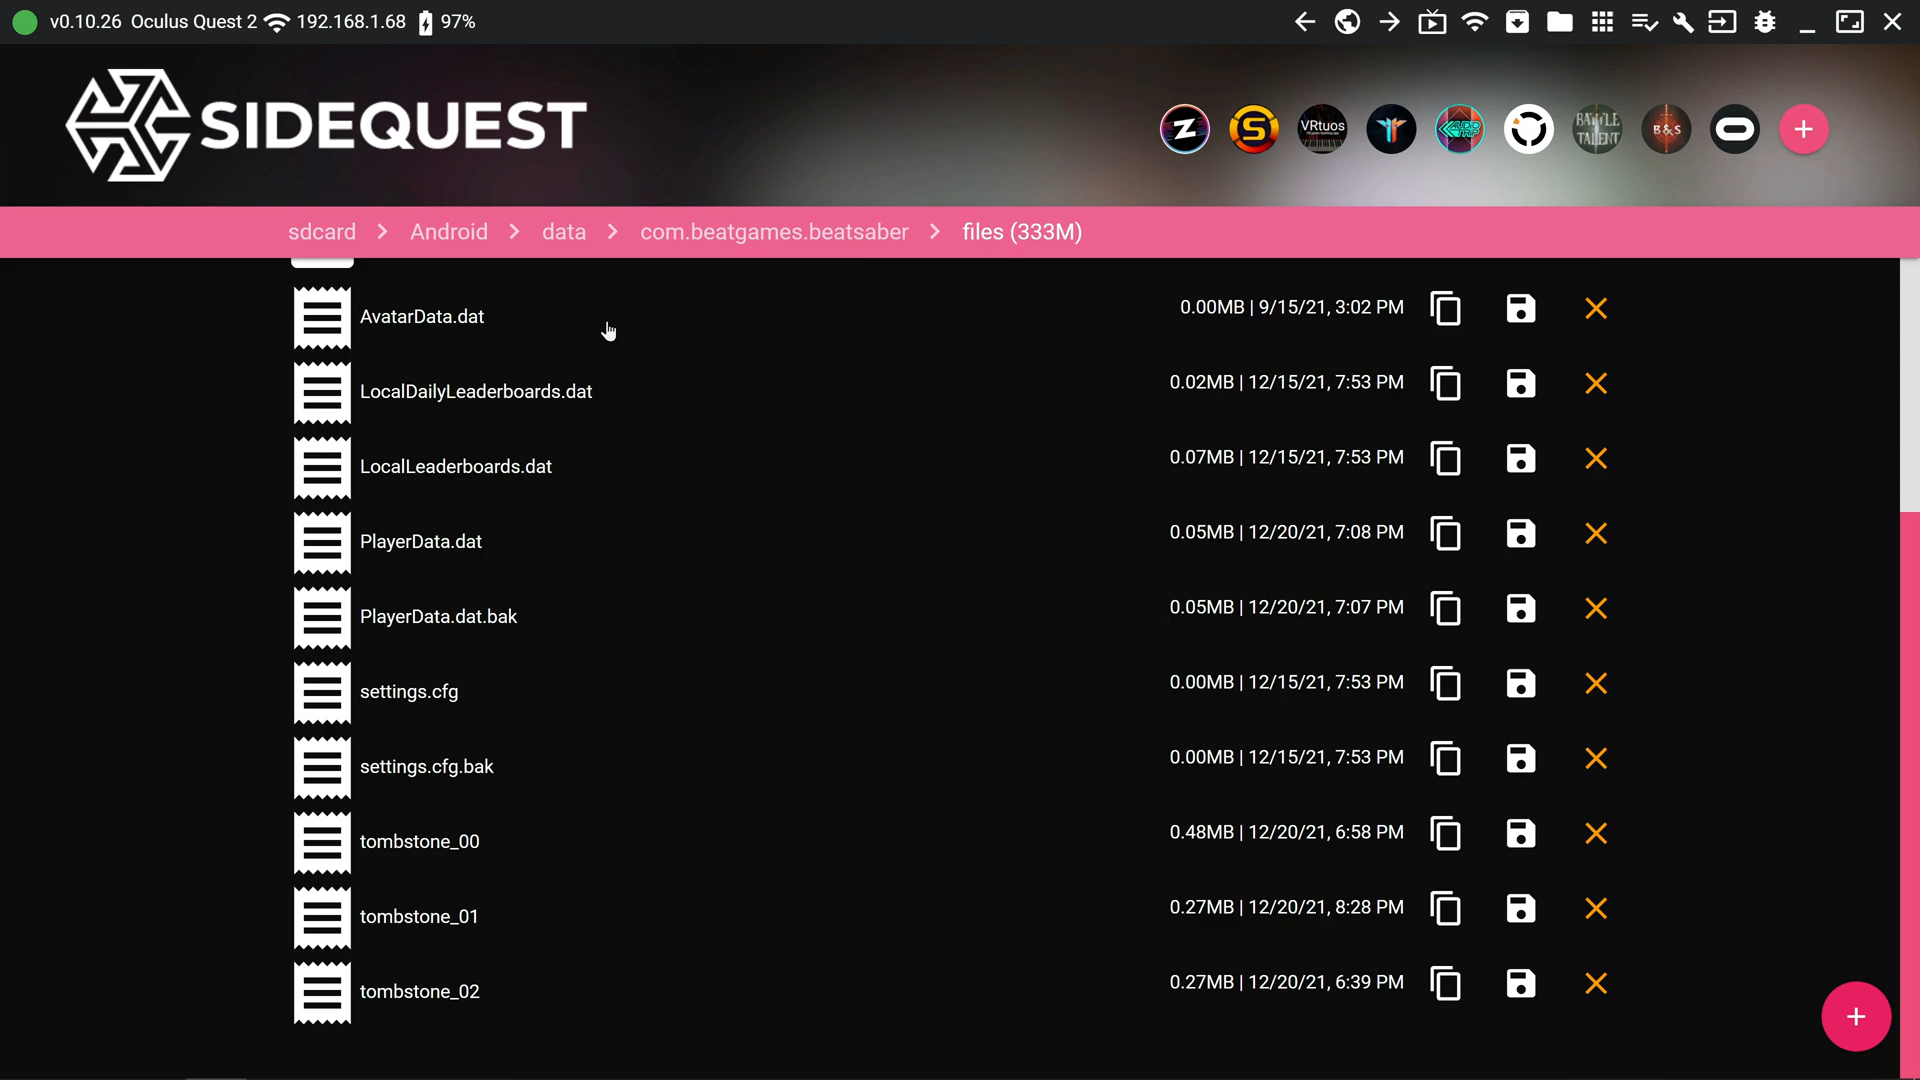 v0.10.26 Oculus Quest 2 192.168.1.68 97%
SIDEQUEST
Z S VRtuos AUDIO TRIP BATTLE TALENT B&S
sdcard > Android > data > com.beatgames.beatsaber > files (333M)
AvatarData.dat 0.00MB | 9/15/21, 3:02 PM
LocalDailyLeaderboards.dat 0.02MB | 12/15/21, 7:53 PM
LocalLeaderboards.dat 0.07MB | 12/15/21, 7:53 PM
PlayerData.dat 0.05MB | 12/20/21, 7:08 PM
PlayerData.dat.bak 0.05MB | 12/20/21, 7:07 PM
settings.cfg 0.00MB | 12/15/21, 7:53 PM
settings.cfg.bak 0.00MB | 12/15/21, 7:53 PM
tombstone_00 0.48MB | 12/20/21, 6:58 PM
tombstone_01 0.27MB | 12/20/21, 8:28 PM
tombstone_02 0.27MB | 12/20/21, 6:39 PM